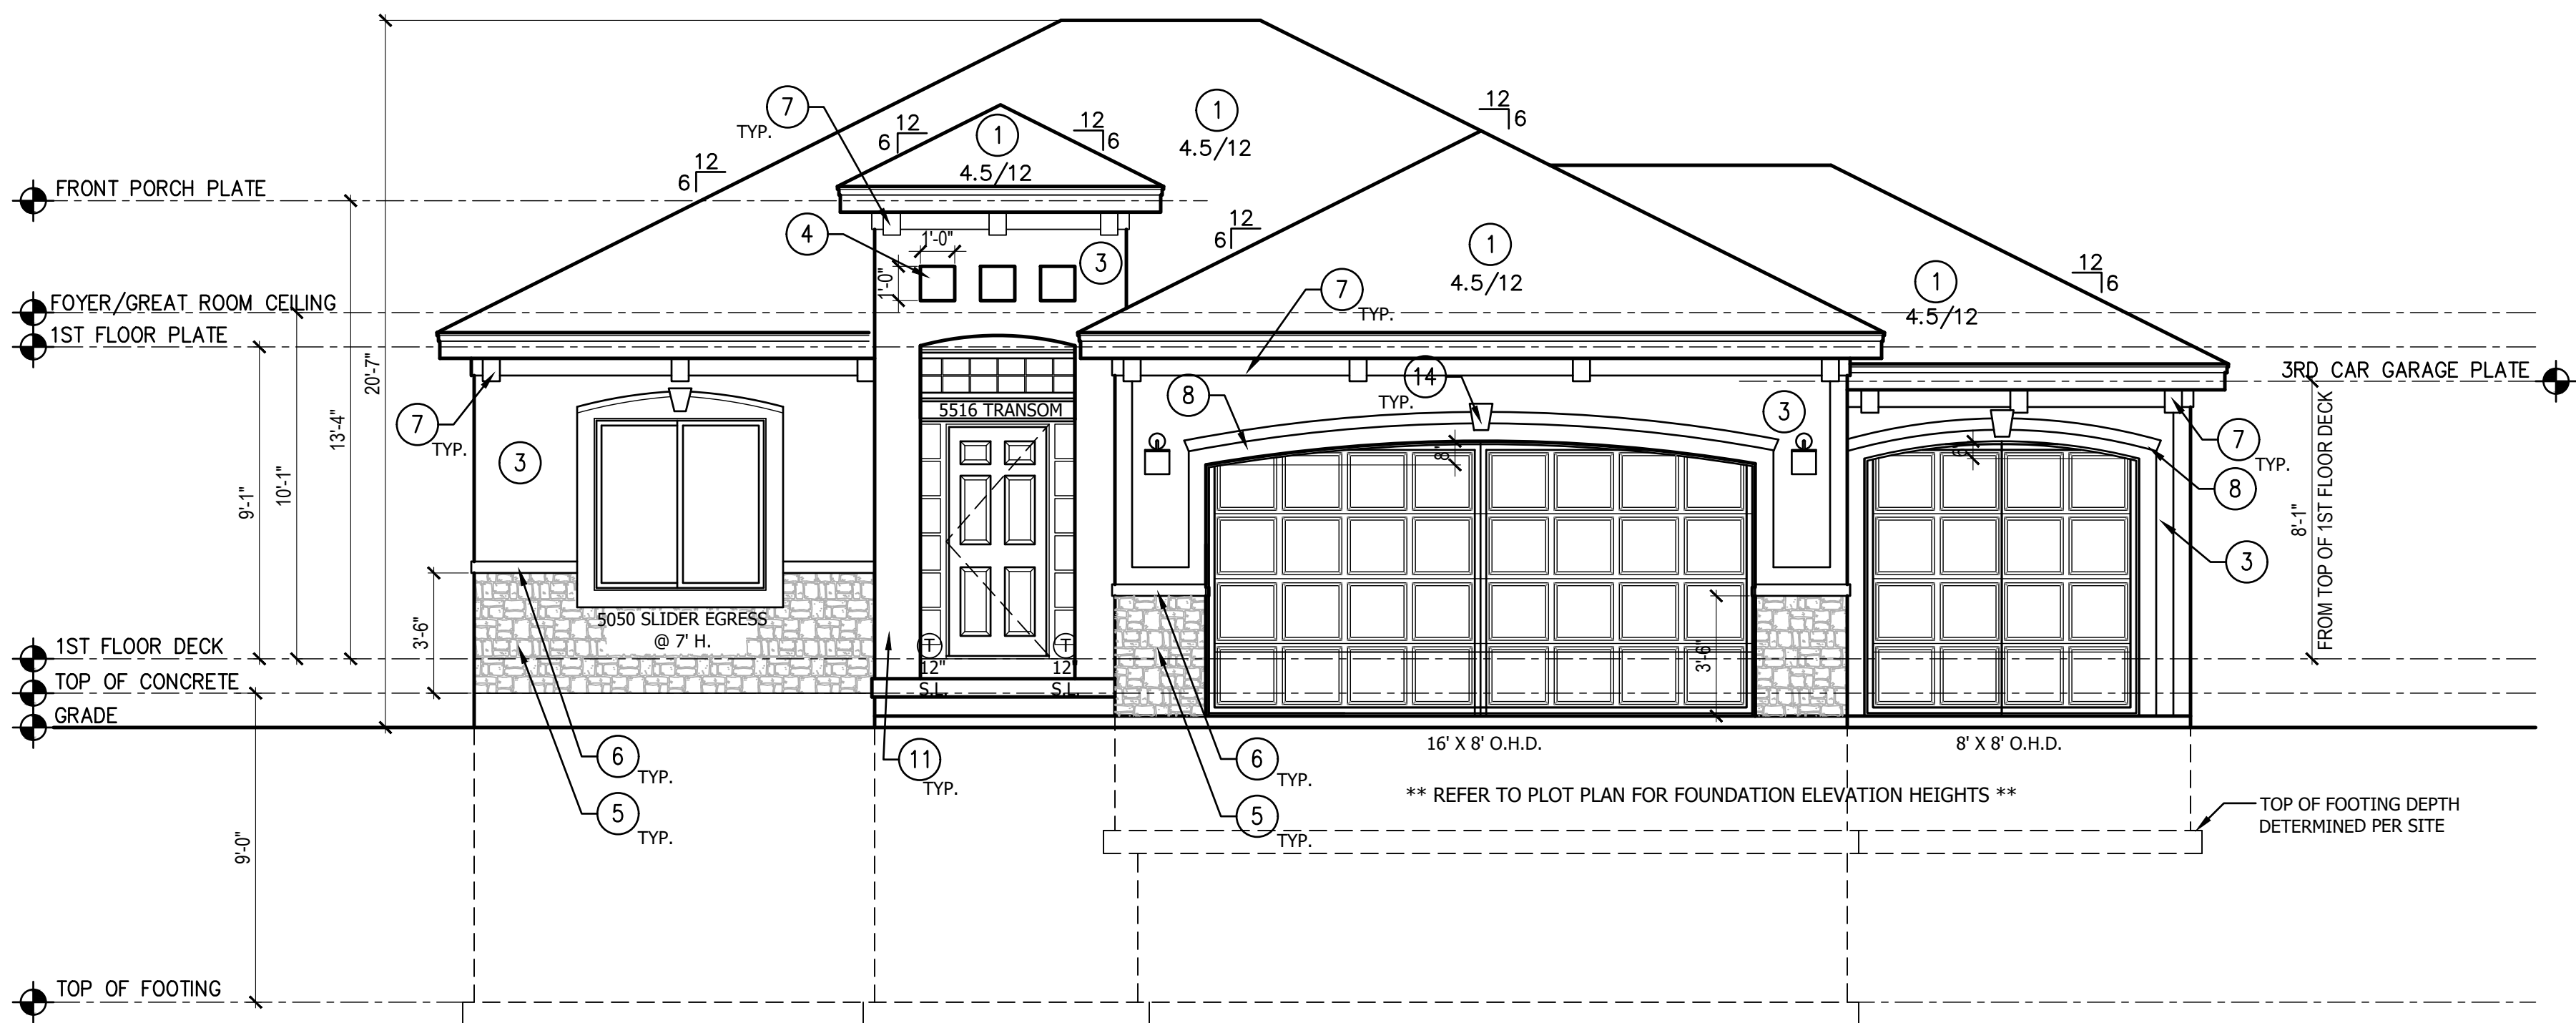 12
6
7
TYP.
1
4.5/12
12
6
12
6
1
4.5/12
12
6
FRONT PORCH PLATE
4
1'-0"
1'-0"
3
12
6
1
4.5/12
12
6
1
4.5/12
FOYER/GREAT ROOM CEILING
1ST FLOOR PLATE
7
TYP.
3RD CAR GARAGE PLATE
20'-7"
13'-4"
10'-1"
9'-1"
7
TYP.
3
8
14
TYP.
3
5516 TRANSOM
8"
6"
7
TYP.
8
3
8'-1"
FROM TOP OF 1ST FLOOR DECK
3'-6"
5050 SLIDER EGRESS
@ 7' H.
T
12"
S.L.
T
12"
S.L.
3'-6"
1ST FLOOR DECK
TOP OF CONCRETE
GRADE
6
TYP.
5
TYP.
11
TYP.
6
TYP.
5
TYP.
16' X 8' O.H.D.
8' X 8' O.H.D.
** REFER TO PLOT PLAN FOR FOUNDATION ELEVATION HEIGHTS **
TOP OF FOOTING DEPTH
DETERMINED PER SITE
9'-0"
TOP OF FOOTING